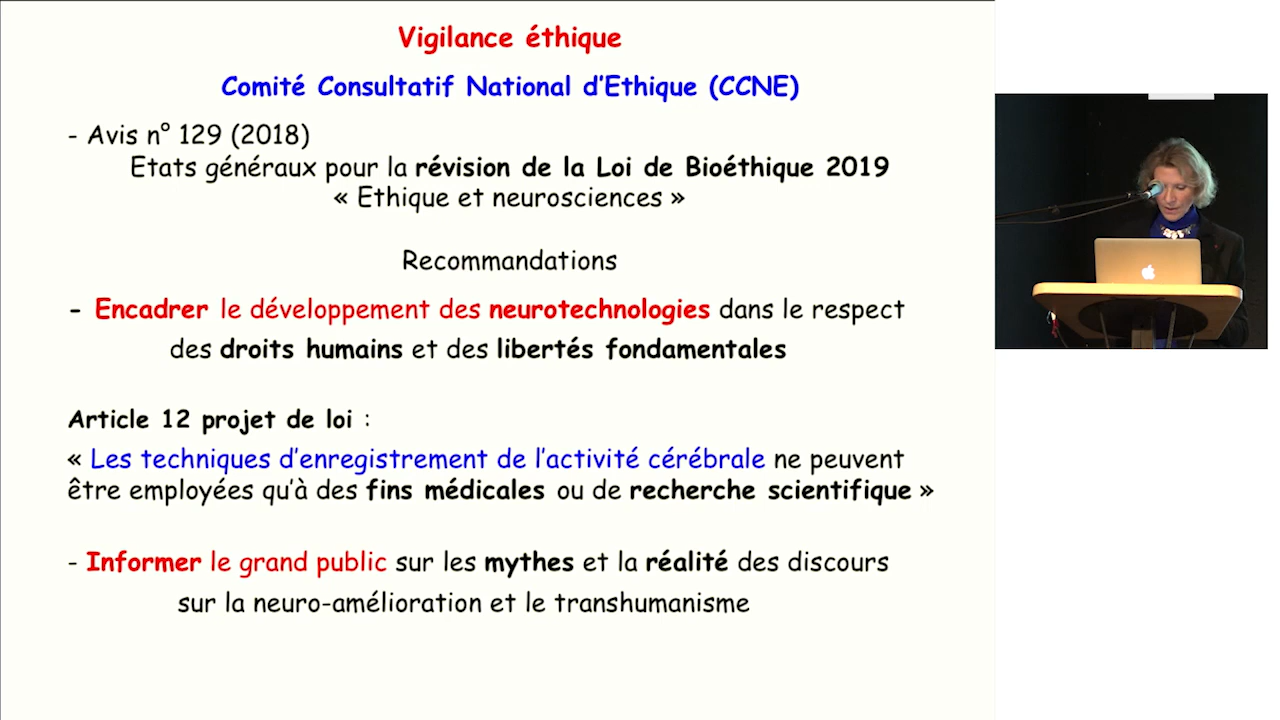 Vigilance éthique
Comité Consultatif National d’Ethique (CCNE)
- Avis n° 129 (2018)
Etats généraux pour la révision de la Loi de Bioéthique 2019
« Ethique et neurosciences »
Recommandations
- Encadrer le développement des neurotechnologies dans le respect
des droits humains et des libertés fondamentales
Article 12 projet de loi :
« Les techniques d’enregistrement de l’activité cérébrale ne peuvent
être employées qu’à des fins médicales ou de recherche scientifique »
- Informer le grand public sur les mythes et la réalité des discours
sur la neuro-amélioration et le transhumanisme